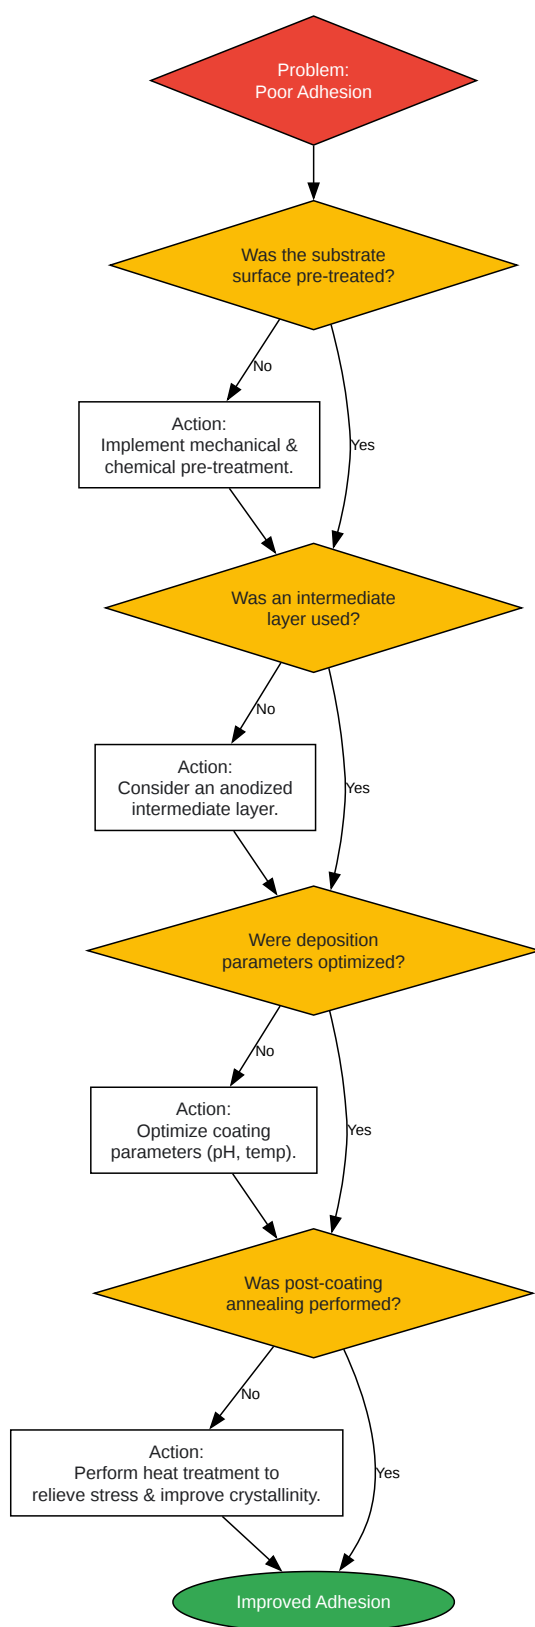 Problem:
Poor Adhesion
Was the substrate
surface pre-treated?
No
Action:
Implement mechanical &
chemical pre-treatment.
Yes
Was an intermediate
layer used?
No
Action:
Consider an anodized
intermediate layer.
Yes
Were deposition
parameters optimized?
No
Action:
Optimize coating
parameters (pH, temp).
Yes
Was post-coating
annealing performed?
No
Action:
Perform heat treatment to
relieve stress & improve crystallinity.
Yes
Improved Adhesion